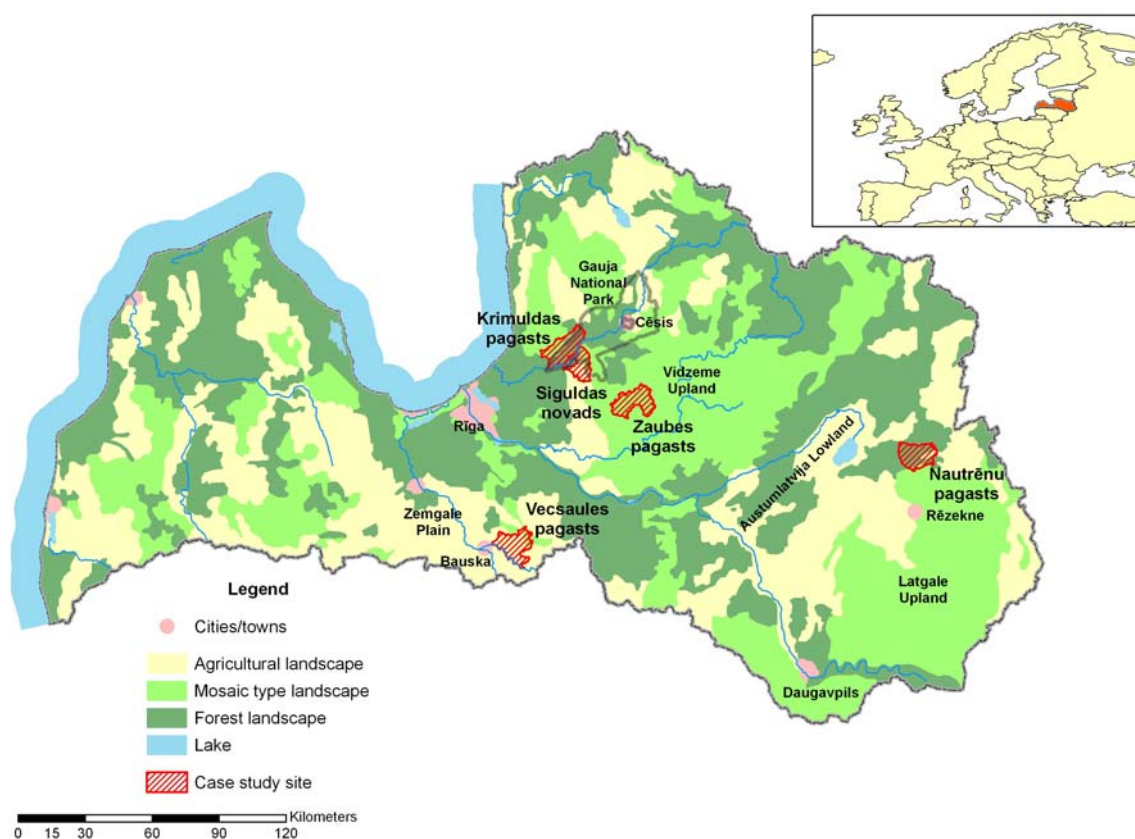 Gauja
National
Park
Krimuldas
pagasts
Cēsis
Siguldas
novads
Vidzeme
Upland
Zaubes
pagasts
Rīga
Austumlatvija Lowland
Nautrēnu
pagasts
Rēzekne
Zemgale
Plain
Vecsaules
pagasts
Bauska
Latgale
Upland
Daugavpils
Legend
Cities/towns
Agricultural landscape
Mosaic type landscape
Forest landscape
Lake
Case study site
Kilometers
0 15 30 60 90 120